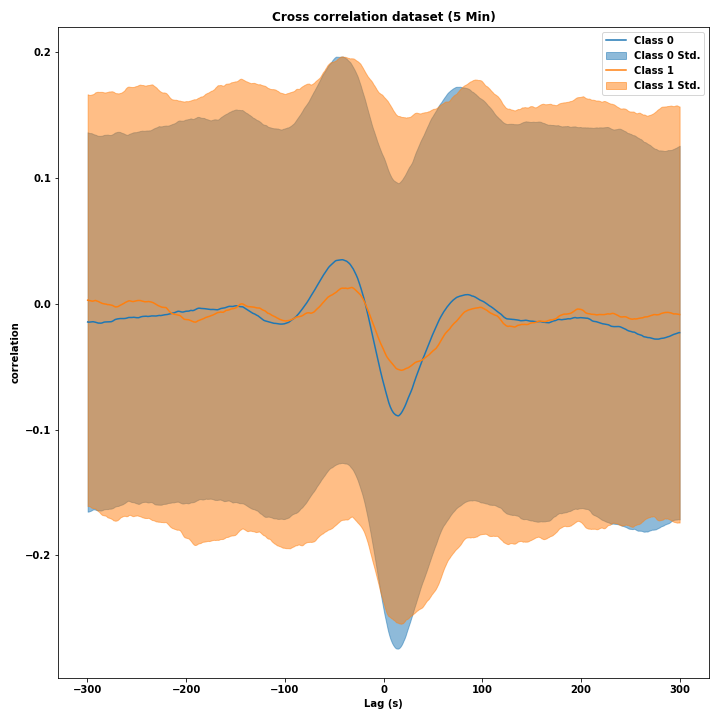 Cross correlation dataset (5 Min)
Class 0
Class 0 Std.
Class 1
Class 1 Std.
0.2
0.1
0.0
−0.1
−0.2
correlation
−300
−200
−100
0
100
200
300
Lag (s)